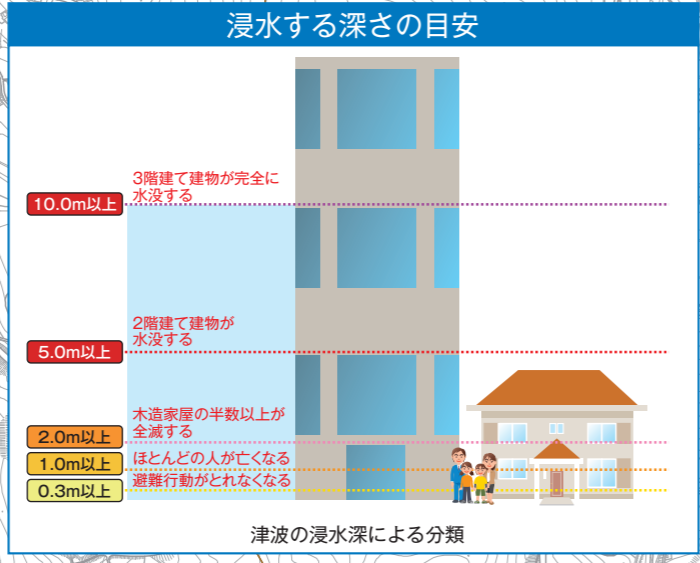 浸水する深さの目安
3階建て建物が完全に
水没する
10.0m以上
2階建て建物が
水没する
5.0m以上
木造家屋の半数以上が
全滅する
2.0m以上
ほとんどの人が亡くなる
1.0m以上
避難行動がとれなくなる
0.3m以上
津波の浸水深による分類